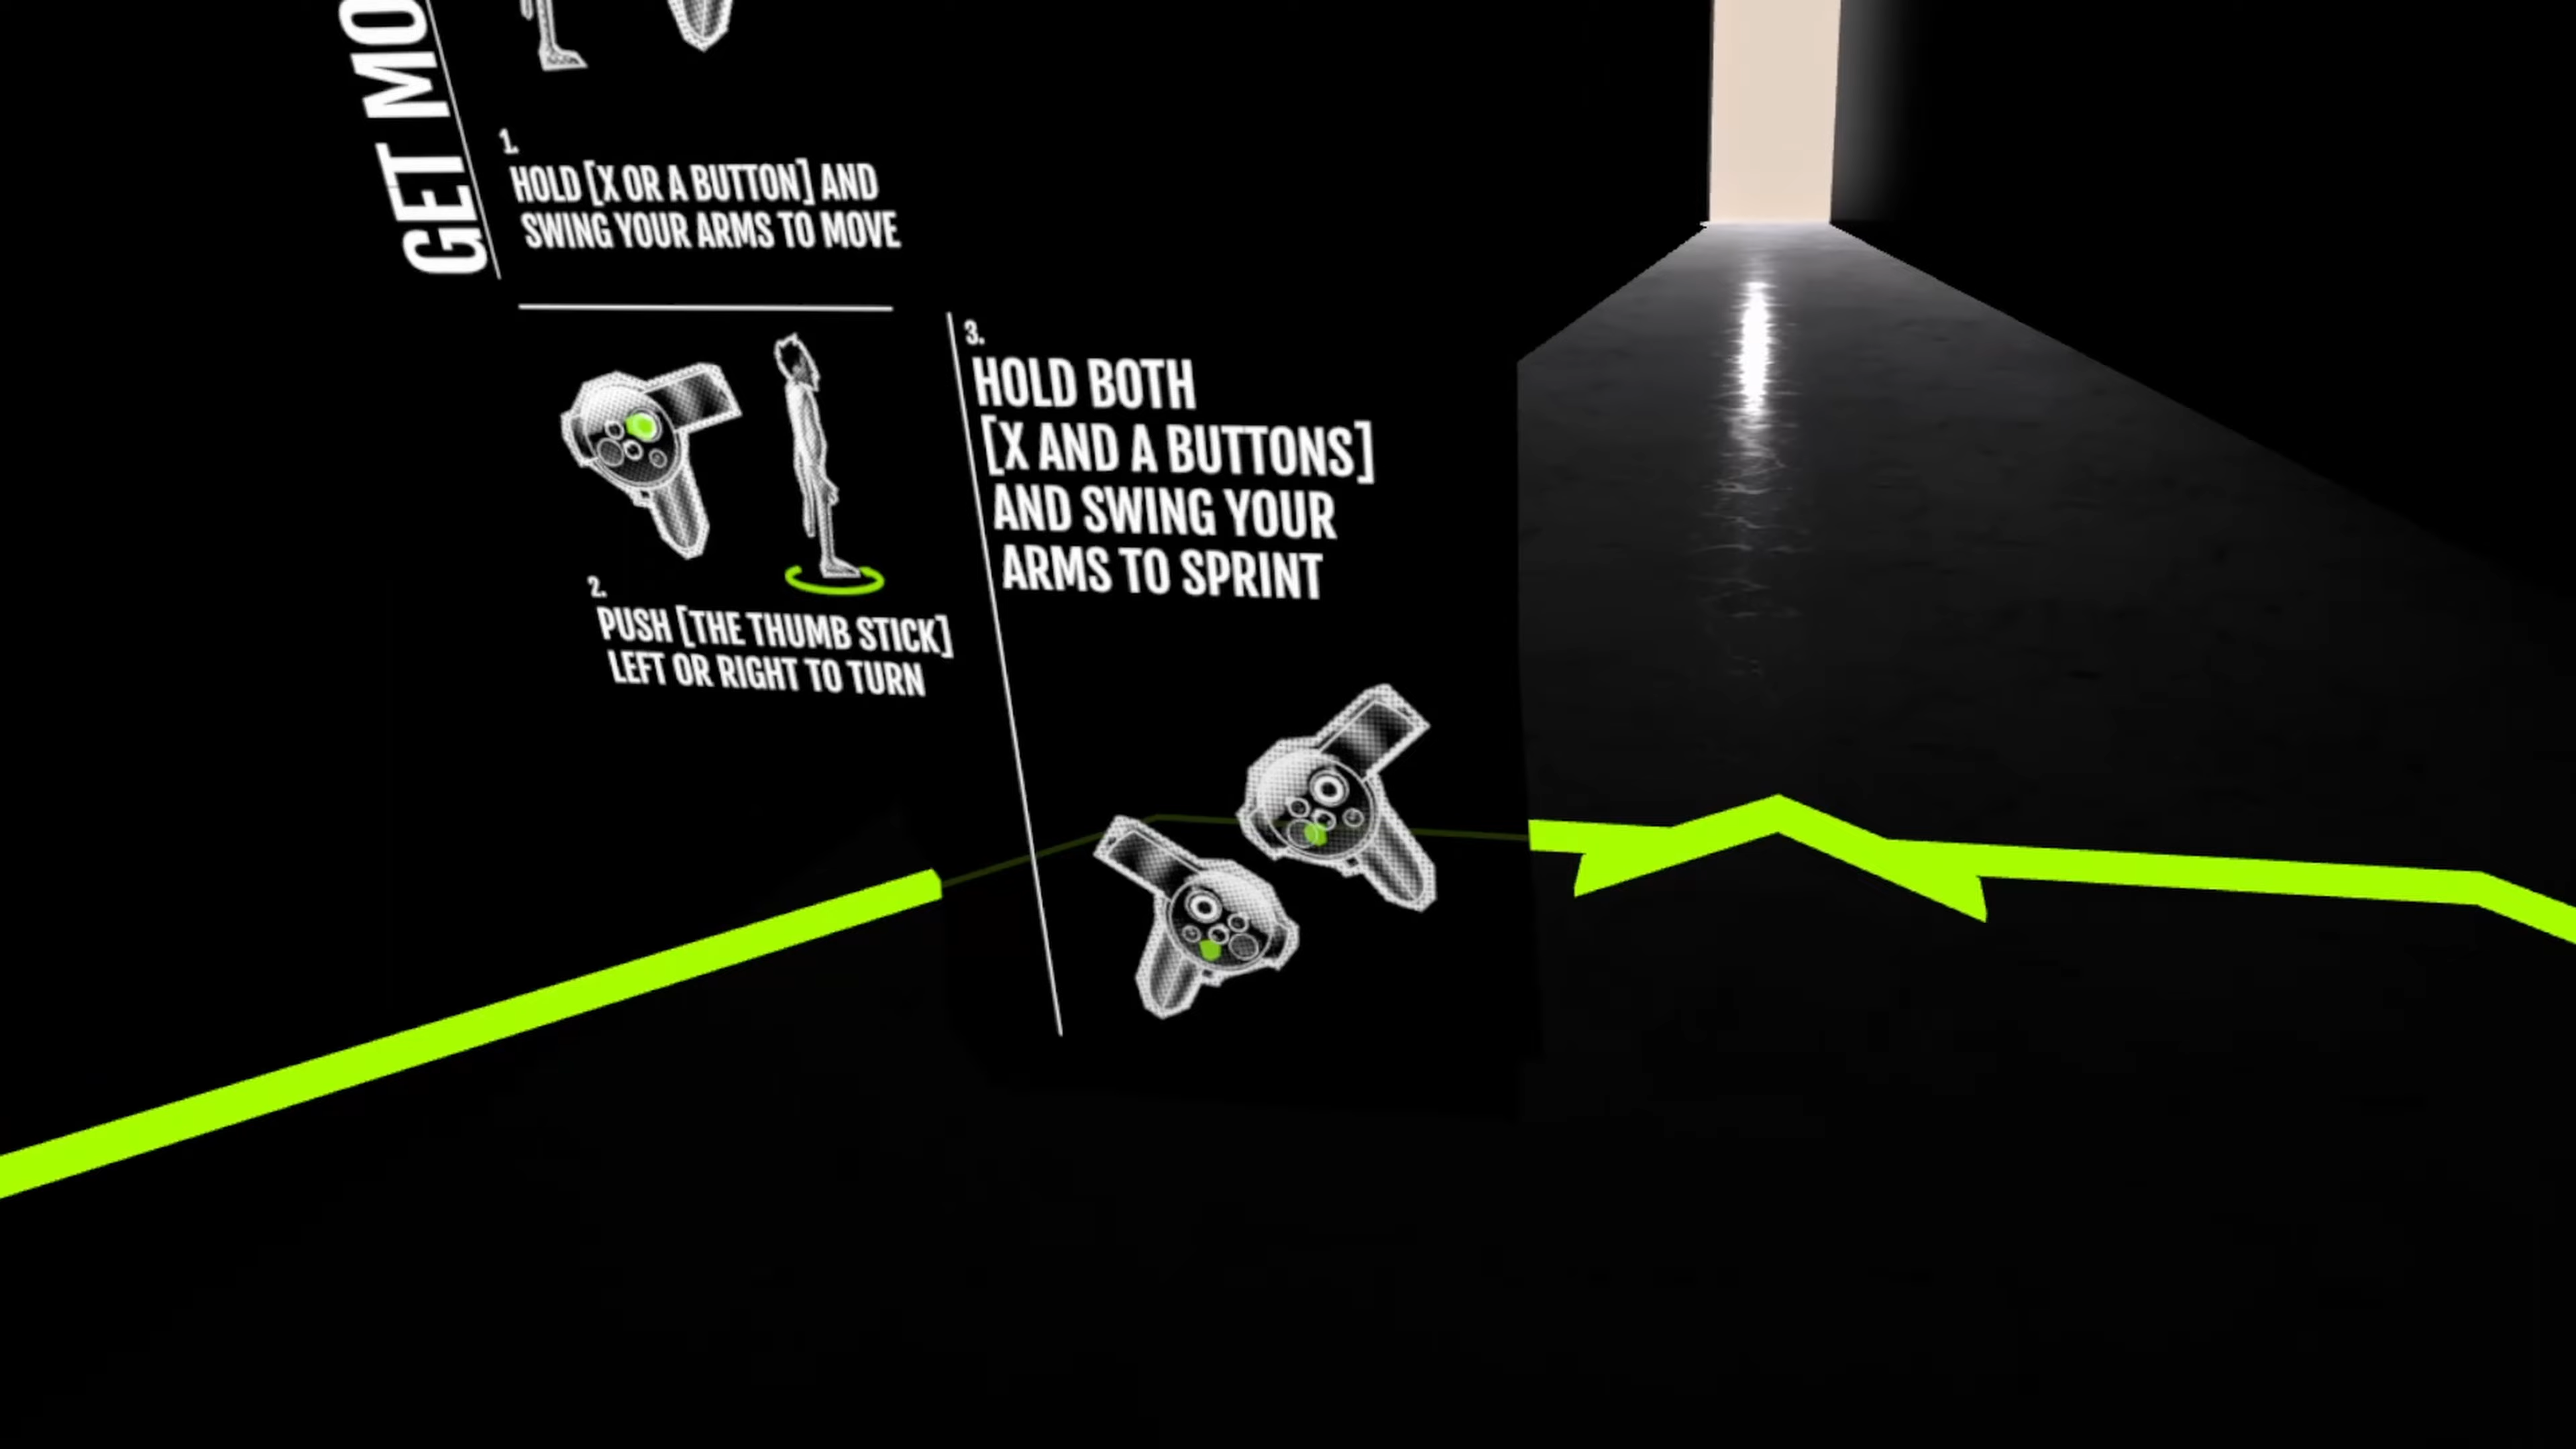 GET MO
1.
HOLD [X OR A BUTTON] AND
SWING YOUR ARMS TO MOVE
2.
PUSH [THE THUMB STICK]
LEFT OR RIGHT TO TURN
3.
HOLD BOTH
[X AND A BUTTONS]
AND SWING YOUR
ARMS TO SPRINT